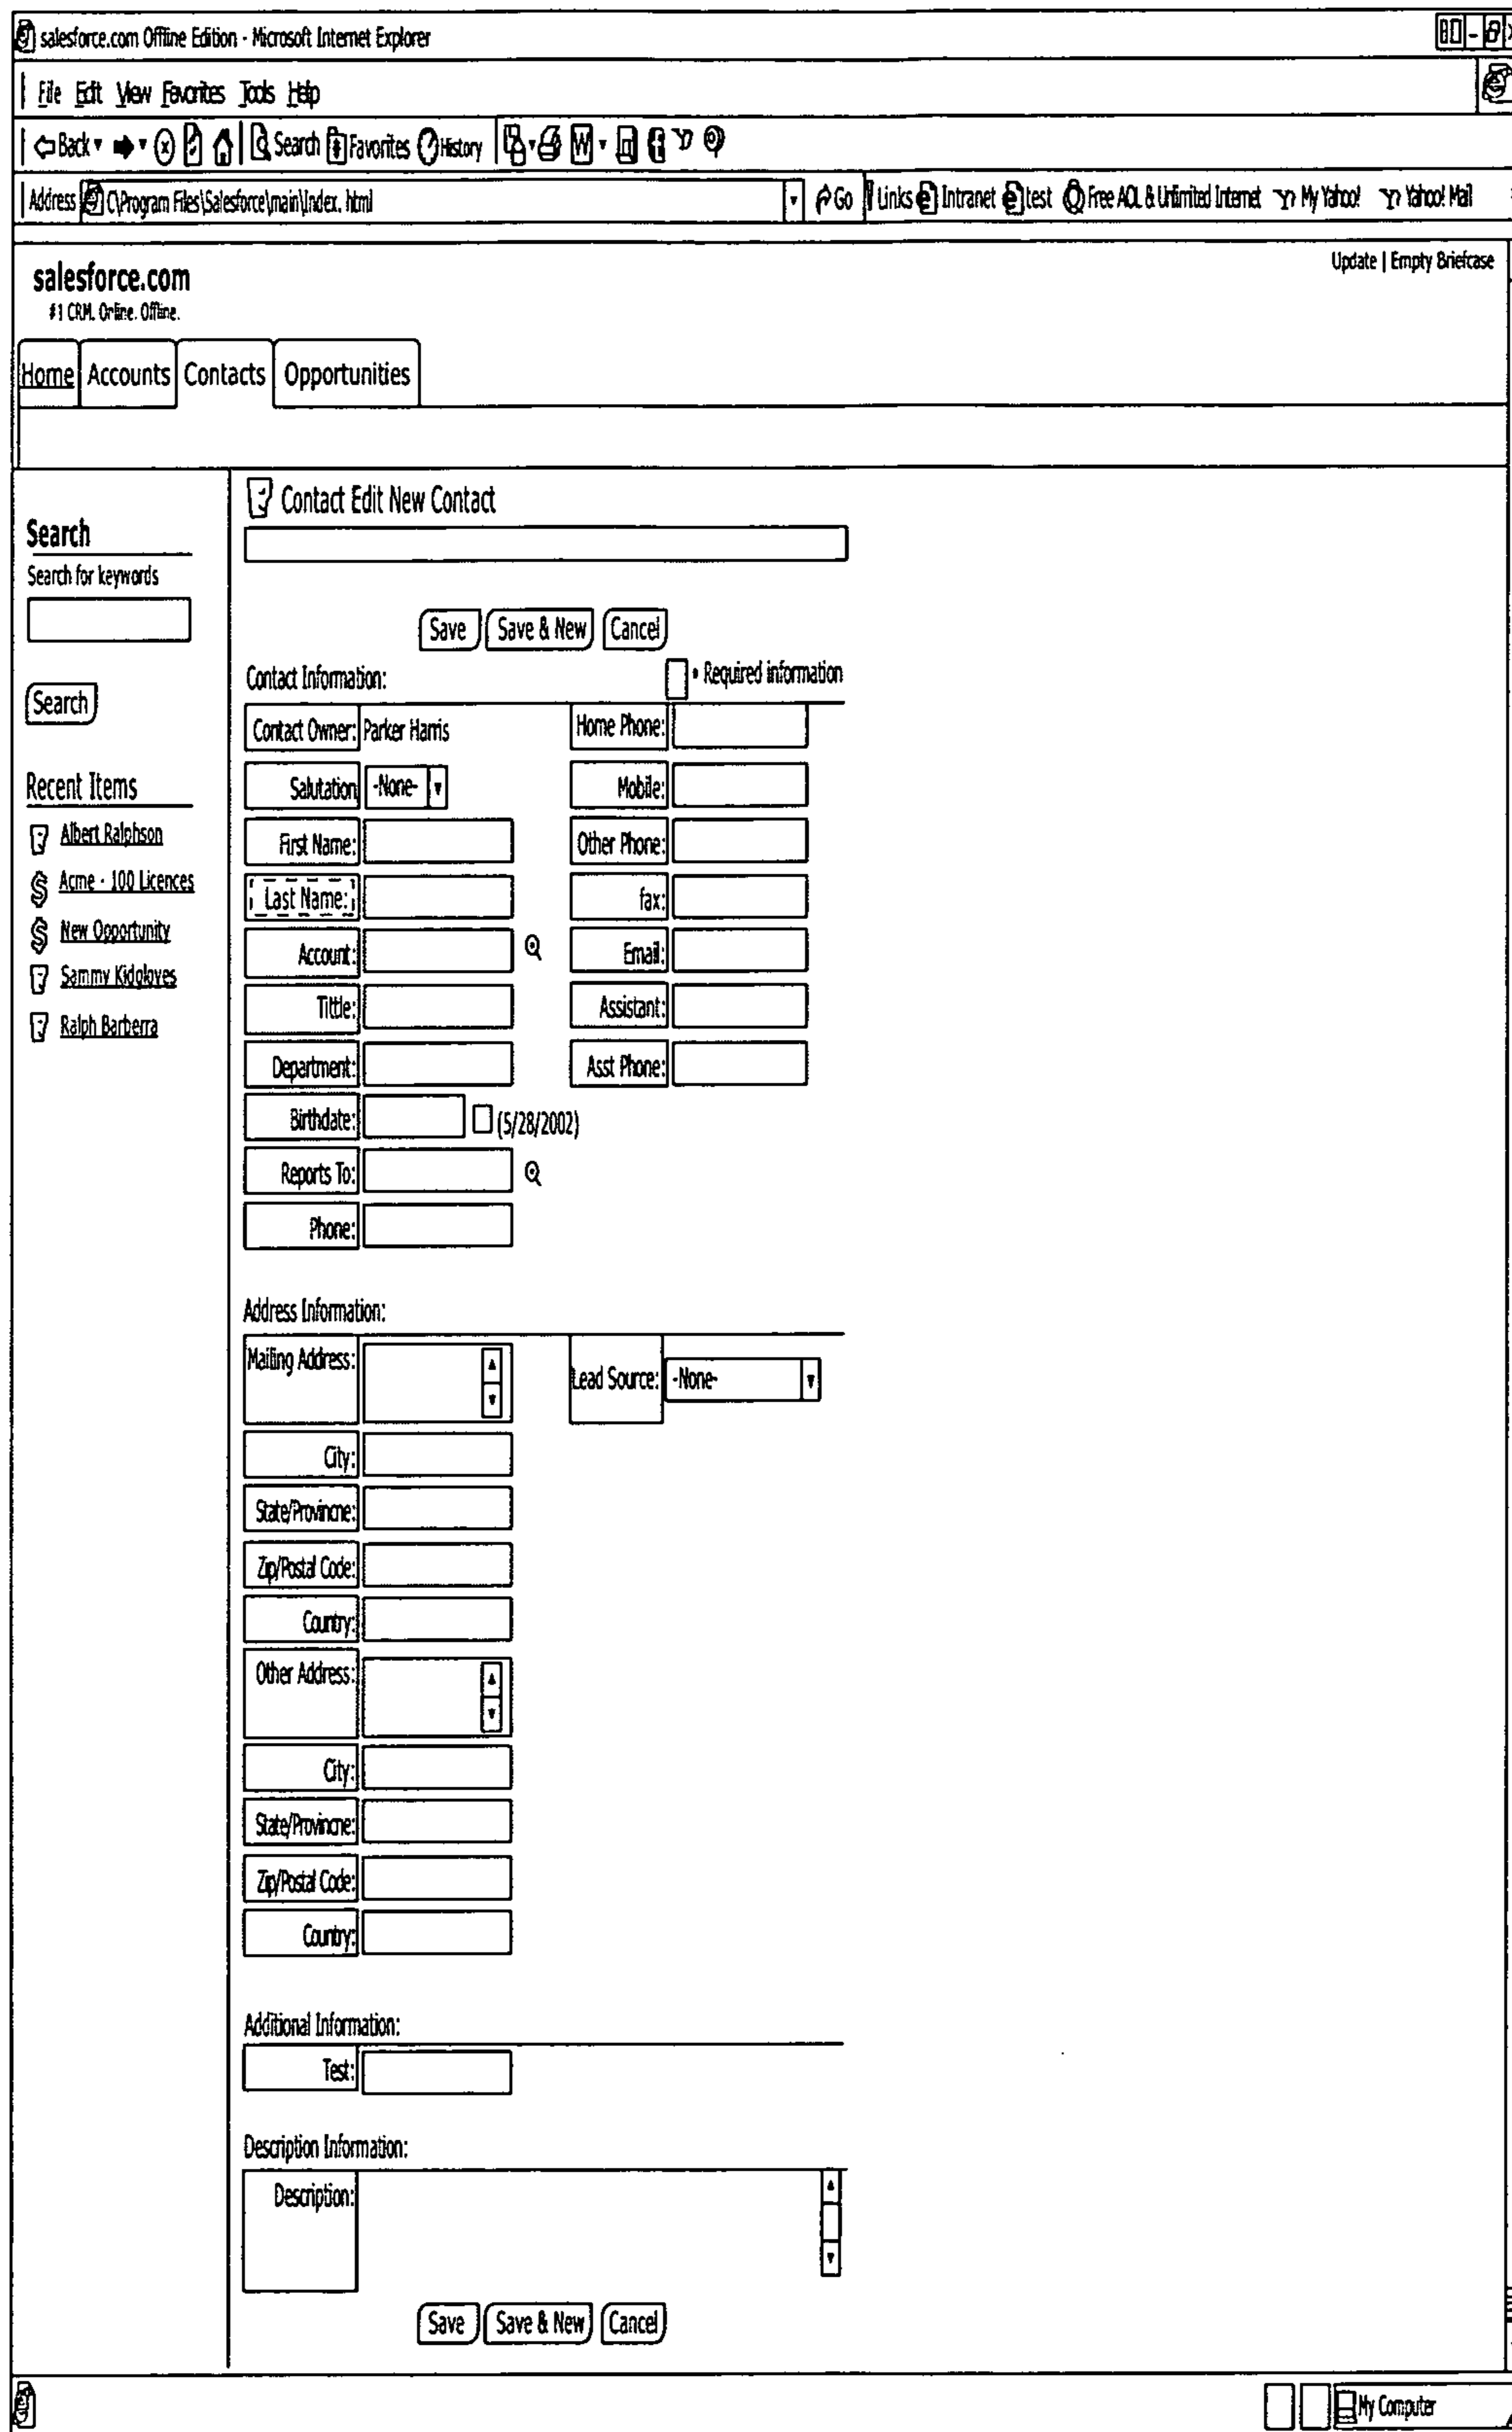 salesforce.com Offline Edition - Microsoft Internet Explorer
File Edit View Favorites Tools Help
Back Search Favorites History W
Address C\Program Files\Salesforce\main\Index. html Go Links Intranet test Free AOL & Unlimited Internet My Yahoo! Yahoo! Mail
salesforce.com
Update | Empty Briefcase
#1 CRM. Online. Offline.
Home Accounts Contacts Opportunities
Contact Edit New Contact
Search
Search for keywords
Search
Recent Items
Albert Ralphson
Acme - 100 Licences
New Opportunity
Sammy Kidgloves
Ralph Barberra
Save Save & New Cancel
Contact Information: • Required information
Contact Owner: Parker Harris Home Phone:
Salutation -None- Mobile:
First Name: Other Phone:
Last Name: fax:
Account: Email:
Tittle: Assistant:
Department: Asst Phone:
Birthdate: (5/28/2002)
Reports To:
Phone:
Address Information:
Mailing Address: Lead Source: -None-
City:
State/Provincne:
Zip/Postal Code:
Country:
Other Address:
City:
State/Provincne:
Zip/Postal Code:
Country:
Additional Information:
Test:
Description Information:
Description:
Save Save & New Cancel
My Computer